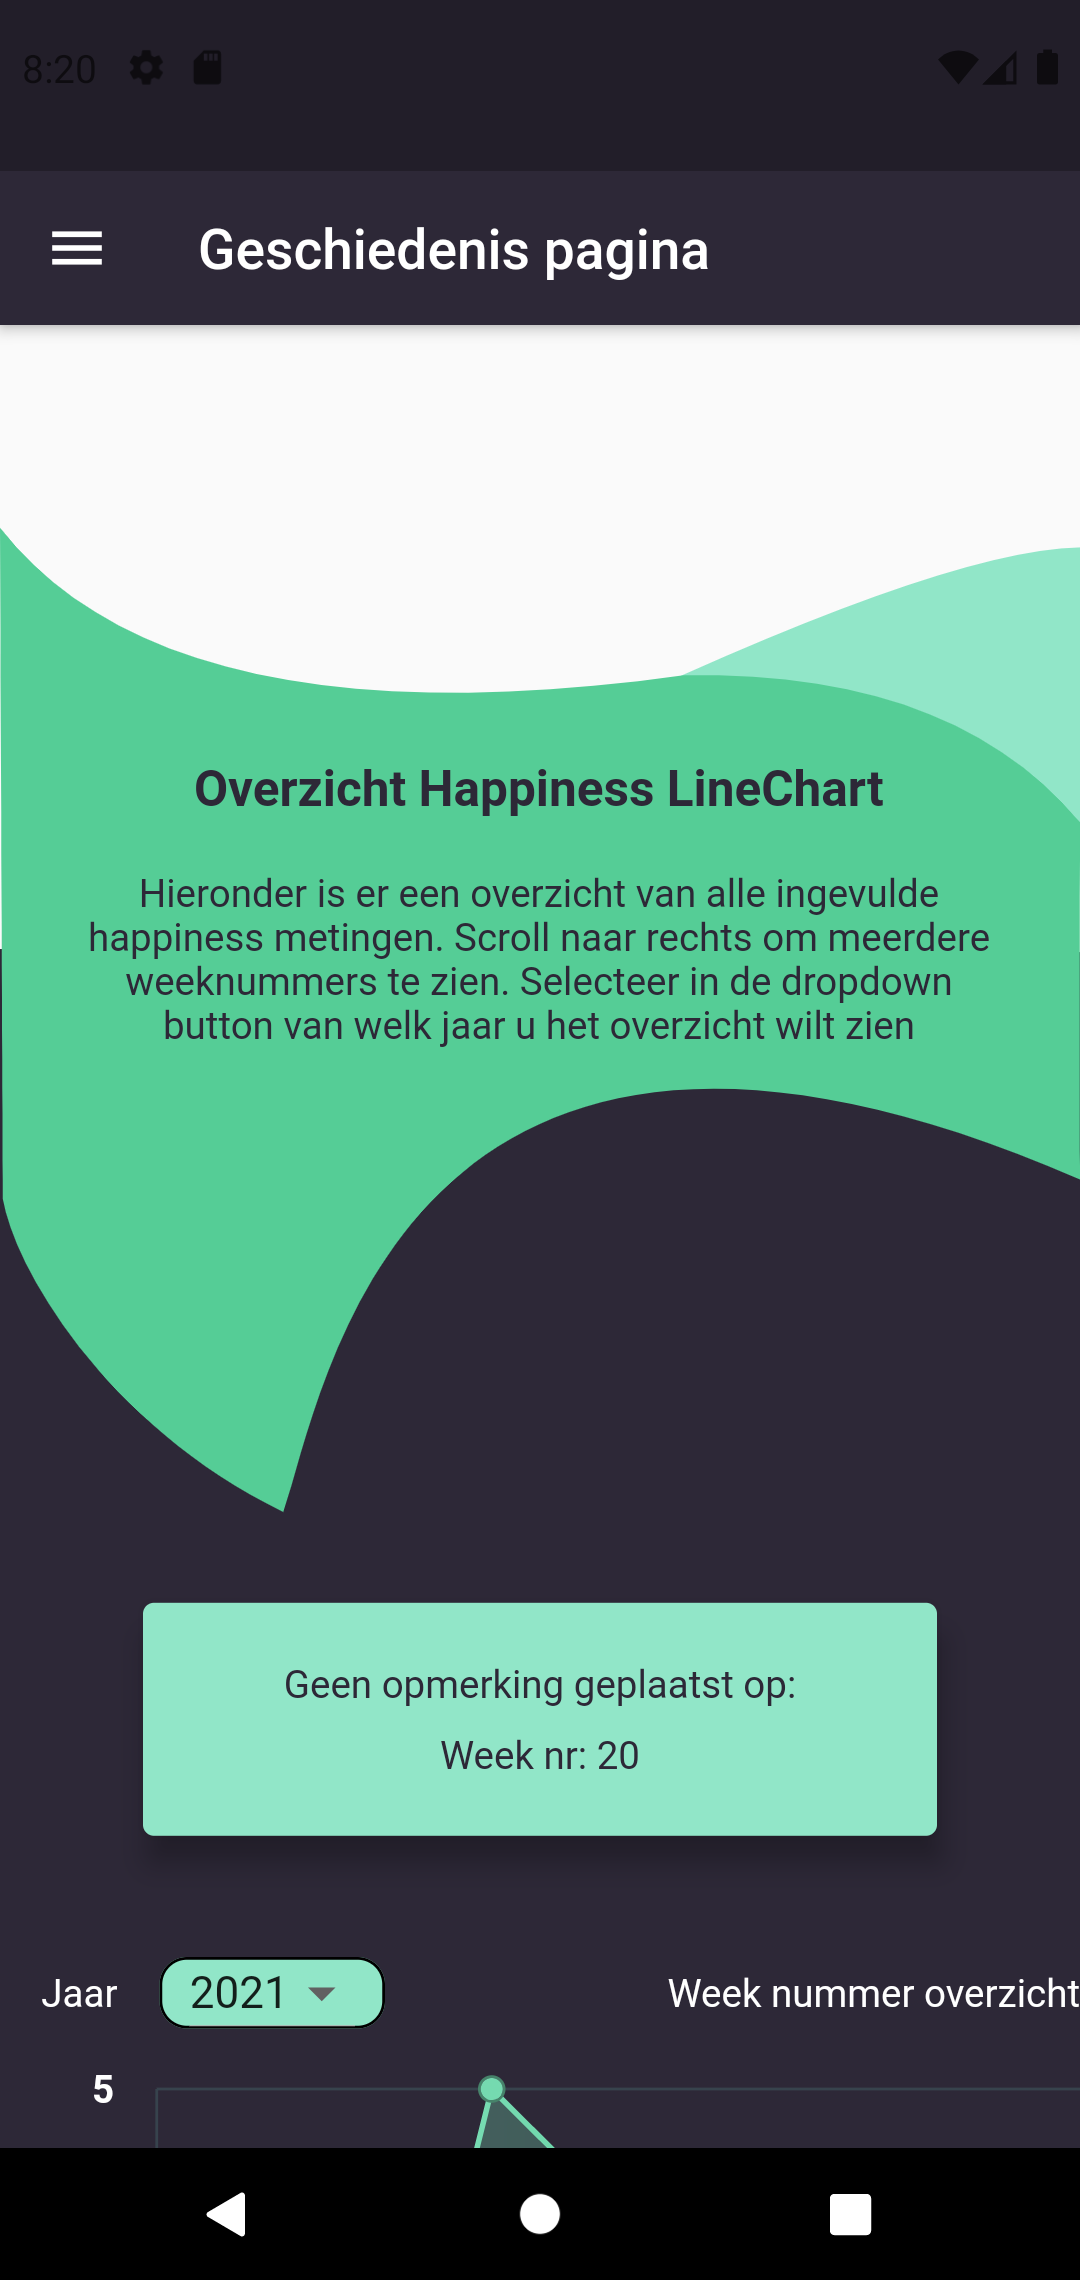 8:20
Geschiedenis pagina
Overzicht Happiness LineChart
Hieronder is er een overzicht van alle ingevulde
happiness metingen. Scroll naar rechts om meerdere
weeknummers te zien. Selecteer in de dropdown
button van welk jaar u het overzicht wilt zien
Geen opmerking geplaatst op:
Week nr: 20
Jaar 2021 Week nummer overzicht
5